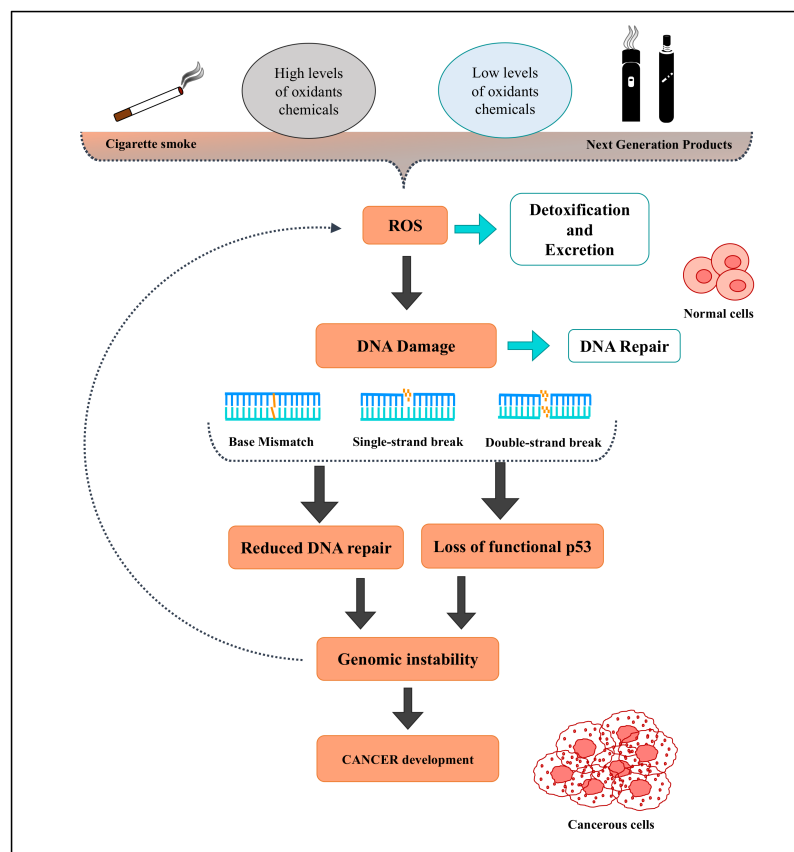 High levels
of oxidants
chemicals
Low levels
of oxidants
chemicals
Cigarette smoke
Next Generation Products
ROS
Detoxification
and
Excretion
Normal cells
DNA Damage
DNA Repair
Base Mismatch
Single-strand break
Double-strand break
Reduced DNA repair
Loss of functional p53
Genomic instability
CANCER development
Cancerous cells